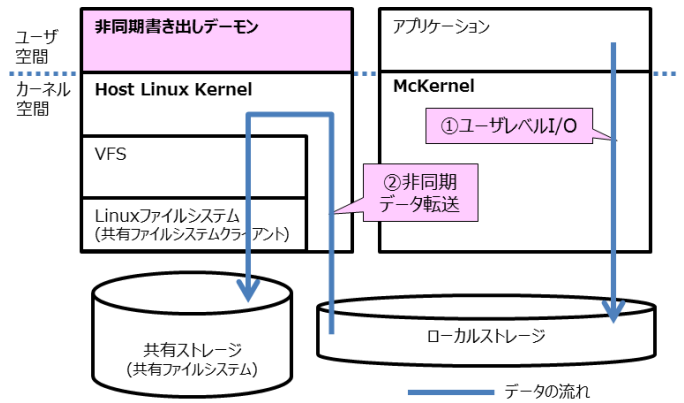 ユーザ
空間
カーネル
空間
非同期書き出しデーモン
Host Linux Kernel
VFS
Linuxファイルシステム
(共有ファイルシステムクライアント)
②非同期
データ転送
アプリケーション
McKernel
①ユーザレベルI/O
共有ストレージ
(共有ファイルシステム)
ローカルストレージ
データの流れ